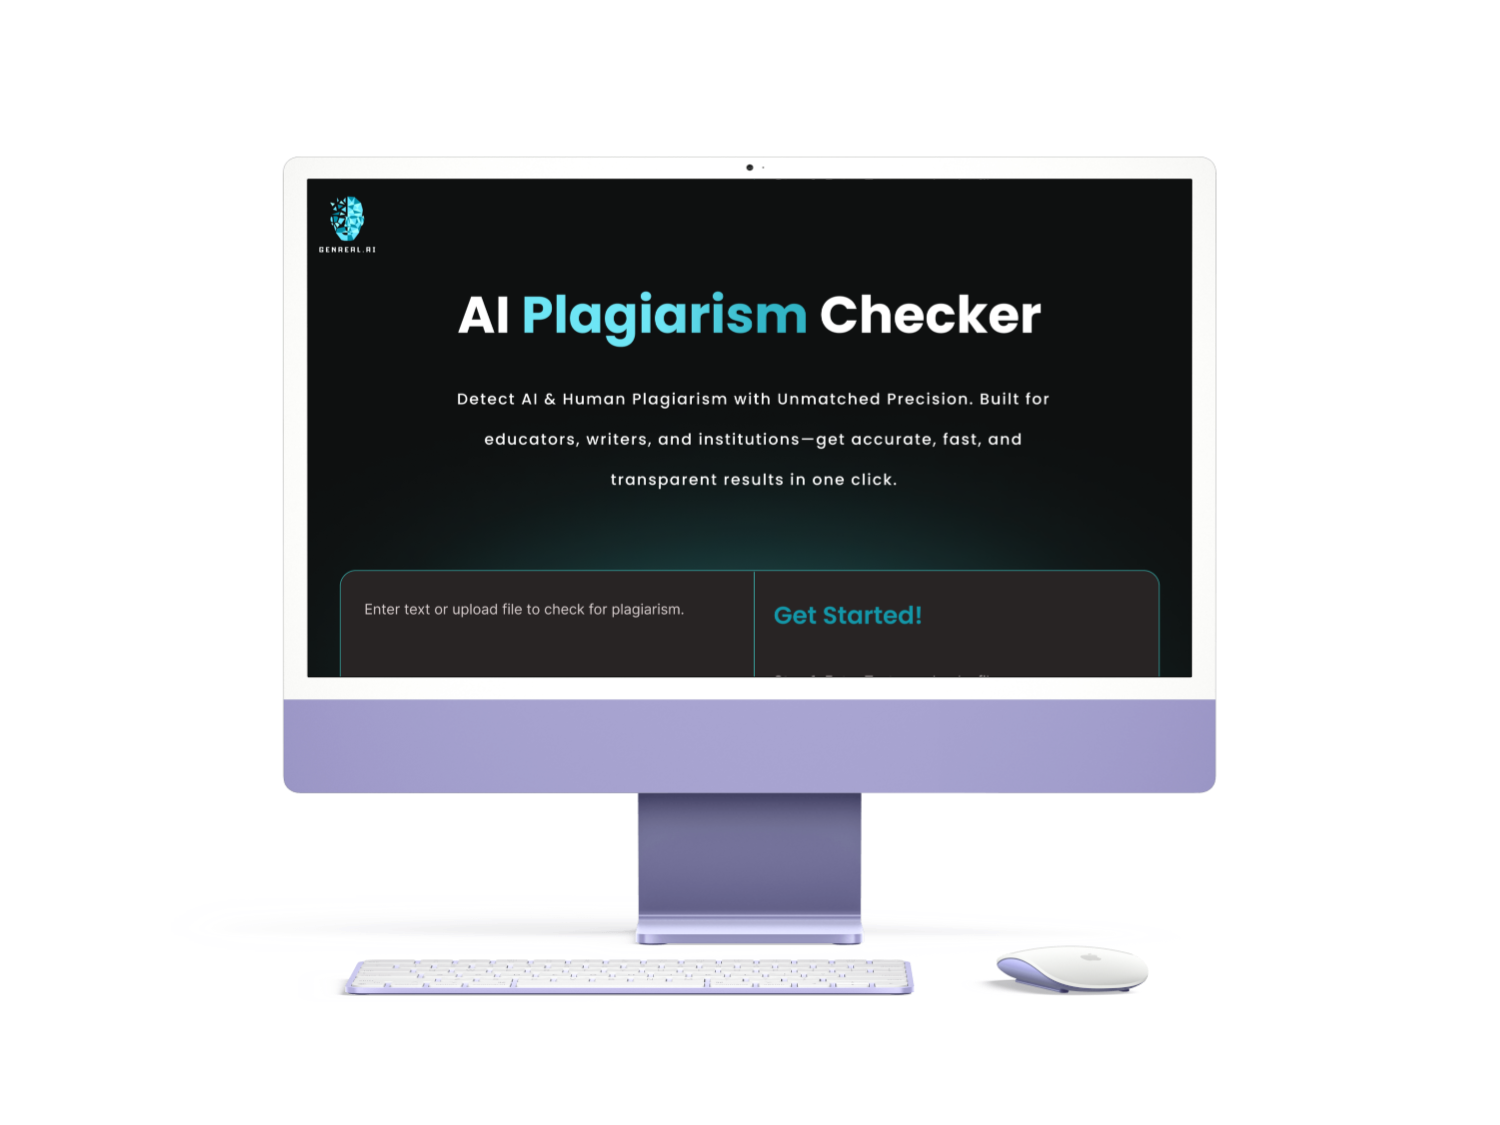 GENREAL.AI
AI Plagiarism Checker
Detect AI & Human Plagiarism with Unmatched Precision. Built for
educators, writers, and institutions—get accurate, fast, and
transparent results in one click.
Enter text or upload file to check for plagiarism.
Get Started!